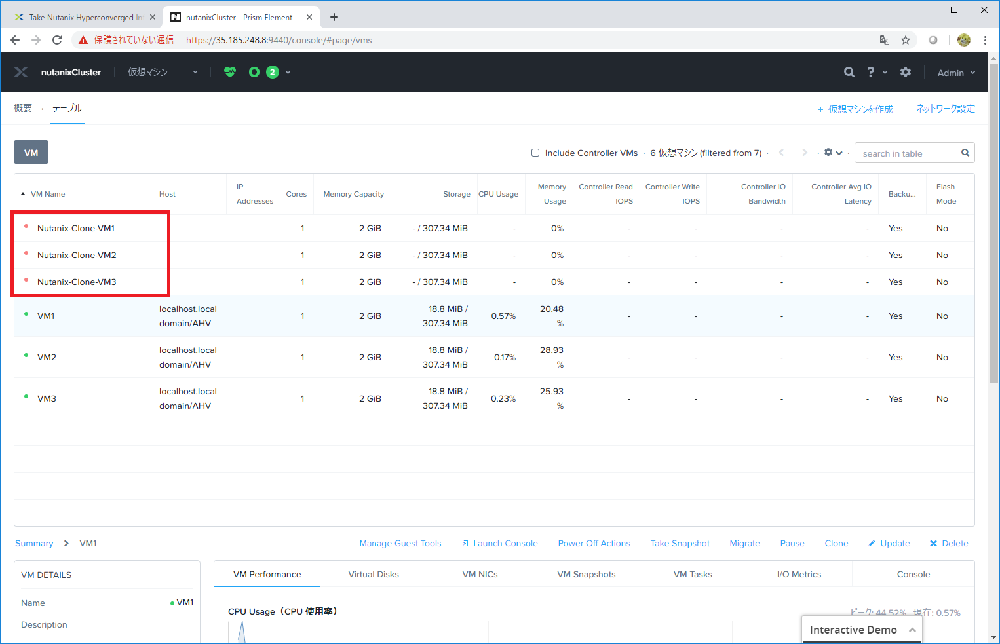 Take Nutanix Hyperconverged Inf
nutanixCluster - Prism Element
保護されていない通信 | https://35.185.248.8:9440/console/#page/vms
nutanixCluster 仮想マシン 2 ? Admin
概要 · テーブル + 仮想マシンを作成 ネットワーク設定
VM Include Controller VMs · 6 仮想マシン (filtered from 7) · · · search in table
VM Name Host IP Addresses Cores Memory Capacity Storage CPU Usage Memory Usage Controller Read IOPS Controller Write IOPS Controller IO Bandwidth Controller Avg IO Latency Backu... Flash Mode
Nutanix-Clone-VM1 1 2 GiB - / 307.34 MiB - 0% - - - - Yes No
Nutanix-Clone-VM2 1 2 GiB - / 307.34 MiB - 0% - - - - Yes No
Nutanix-Clone-VM3 1 2 GiB - / 307.34 MiB - 0% - - - - Yes No
VM1 localhost.localdomain/AHV 1 2 GiB 18.8 MiB / 307.34 MiB 0.57% 20.48 % - - - - Yes No
VM2 localhost.localdomain/AHV 1 2 GiB 18.8 MiB / 307.34 MiB 0.17% 28.93 % - - - - Yes No
VM3 localhost.localdomain/AHV 1 2 GiB 18.8 MiB / 307.34 MiB 0.23% 25.93 % - - - - Yes No
Summary > VM1 Manage Guest Tools Launch Console Power Off Actions Take Snapshot Migrate Pause Clone Update Delete
VM DETAILS
Name VM1
Description
VM Performance Virtual Disks VM NICs VM Snapshots VM Tasks I/O Metrics Console
CPU Usage（CPU 使用率） ピーク: 44.52% 現在: 0.57%
Interactive Demo